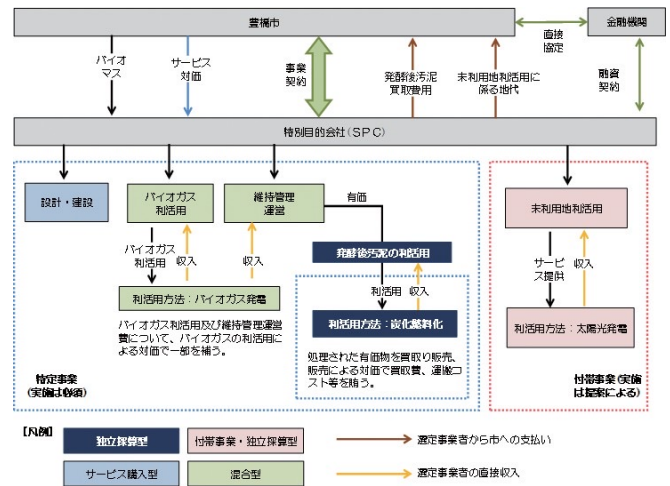 豊橋市
金融機関
直接
協定
バイオ
マス
サービス
対価
事業
契約
発酵後汚泥
買取費用
未利用地利活用に
係る地代
融資
契約
特別目的会社(SPC)
設計・建設
バイオガス
利活用
維持管理
運営
有価
未利用地利活用
バイオガス
利活用
収入
収入
発酵後汚泥の利活用
サービ
ス提供
収入
利活用
収入
利活用方法:バイオガス発電
利活用方法:炭化燃料化
利活用方法:太陽光発電
バイオガス利活用及び維持管理運営
費について、バイオガスの利活用に
よる対価で一部を補う。
処理された有価物を買取り販売、
販売による対価で買取費、運搬コ
スト等を賄う。
特定事業
(実施は必須)
付帯事業(実施
は提案による)
【凡例】
独立採算型
付帯事業・独立採算型
選定事業者から市への支払い
サービス購入型
混合型
選定事業者の直接収入